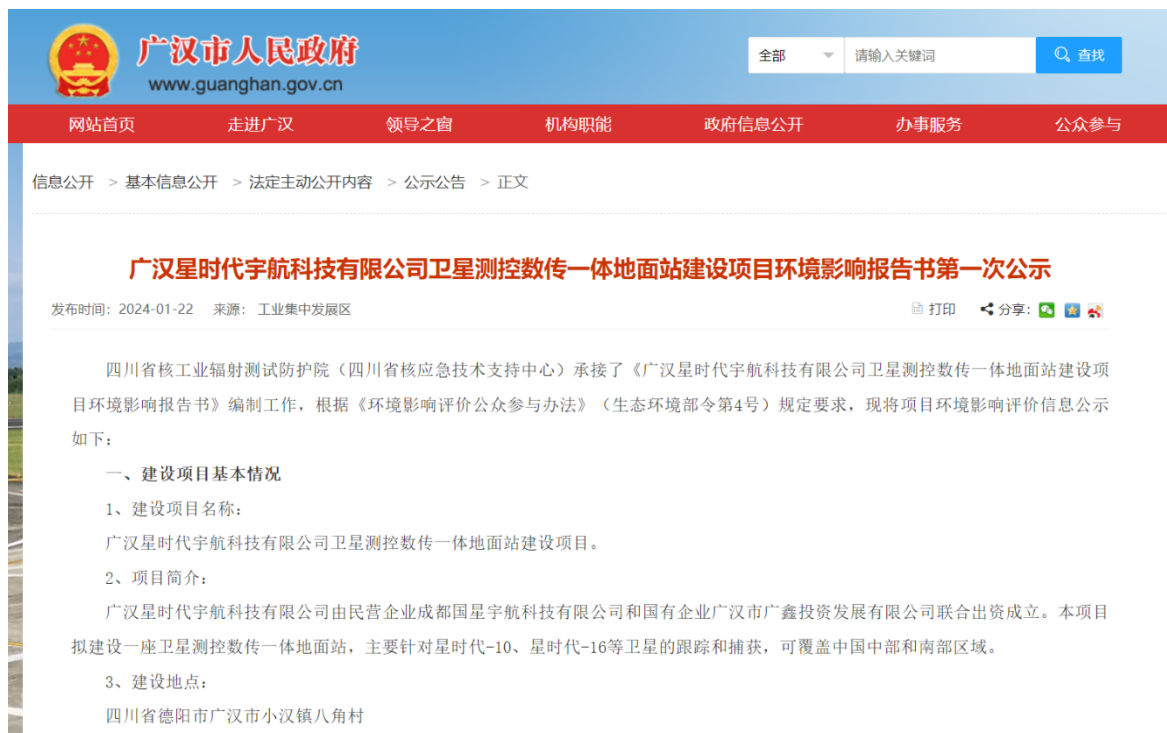 广汉市人民政府
www.guanghan.gov.cn
全部 请输入关键词 查找
网站首页 走进广汉 领导之窗 机构职能 政府信息公开 办事服务 公众参与
信息公开 > 基本信息公开 > 法定主动公开内容 > 公示公告 > 正文
广汉星时代宇航科技有限公司卫星测控数传一体地面站建设项目环境影响报告书第一次公示
发布时间：2024-01-22 来源： 工业集中发展区 打印 分享：
四川省核工业辐射测试防护院（四川省核应急技术支持中心）承接了《广汉星时代宇航科技有限公司卫星测控数传一体地面站建设项
目环境影响报告书》编制工作，根据《环境影响评价公众参与办法》（生态环境部令第4号）规定要求，现将项目环境影响评价信息公示
如下：
一、建设项目基本情况
1、建设项目名称：
广汉星时代宇航科技有限公司卫星测控数传一体地面站建设项目。
2、项目简介：
广汉星时代宇航科技有限公司由民营企业成都国星宇航科技有限公司和国有企业广汉市广鑫投资发展有限公司联合出资成立。本项目
拟建设一座卫星测控数传一体地面站，主要针对星时代-10、星时代-16等卫星的跟踪和捕获，可覆盖中国中部和南部区域。
3、建设地点：
四川省德阳市广汉市小汉镇八角村